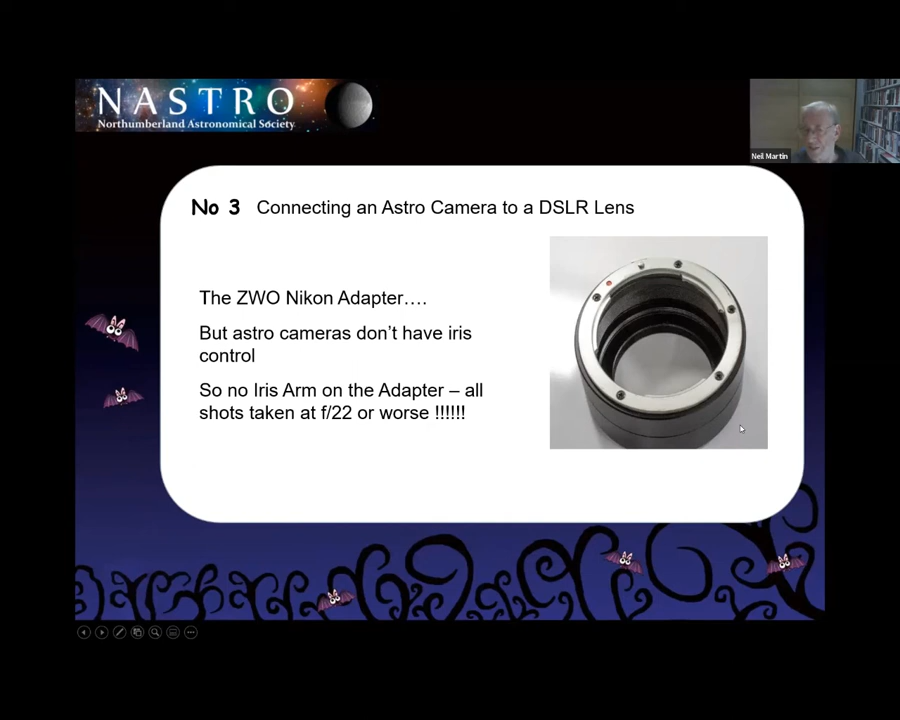 NASTRO
Northumberland Astronomical Society
Neil Martin
No 3 Connecting an Astro Camera to a DSLR Lens
The ZWO Nikon Adapter….
But astro cameras don’t have iris
control
So no Iris Arm on the Adapter – all
shots taken at f/22 or worse !!!!!!